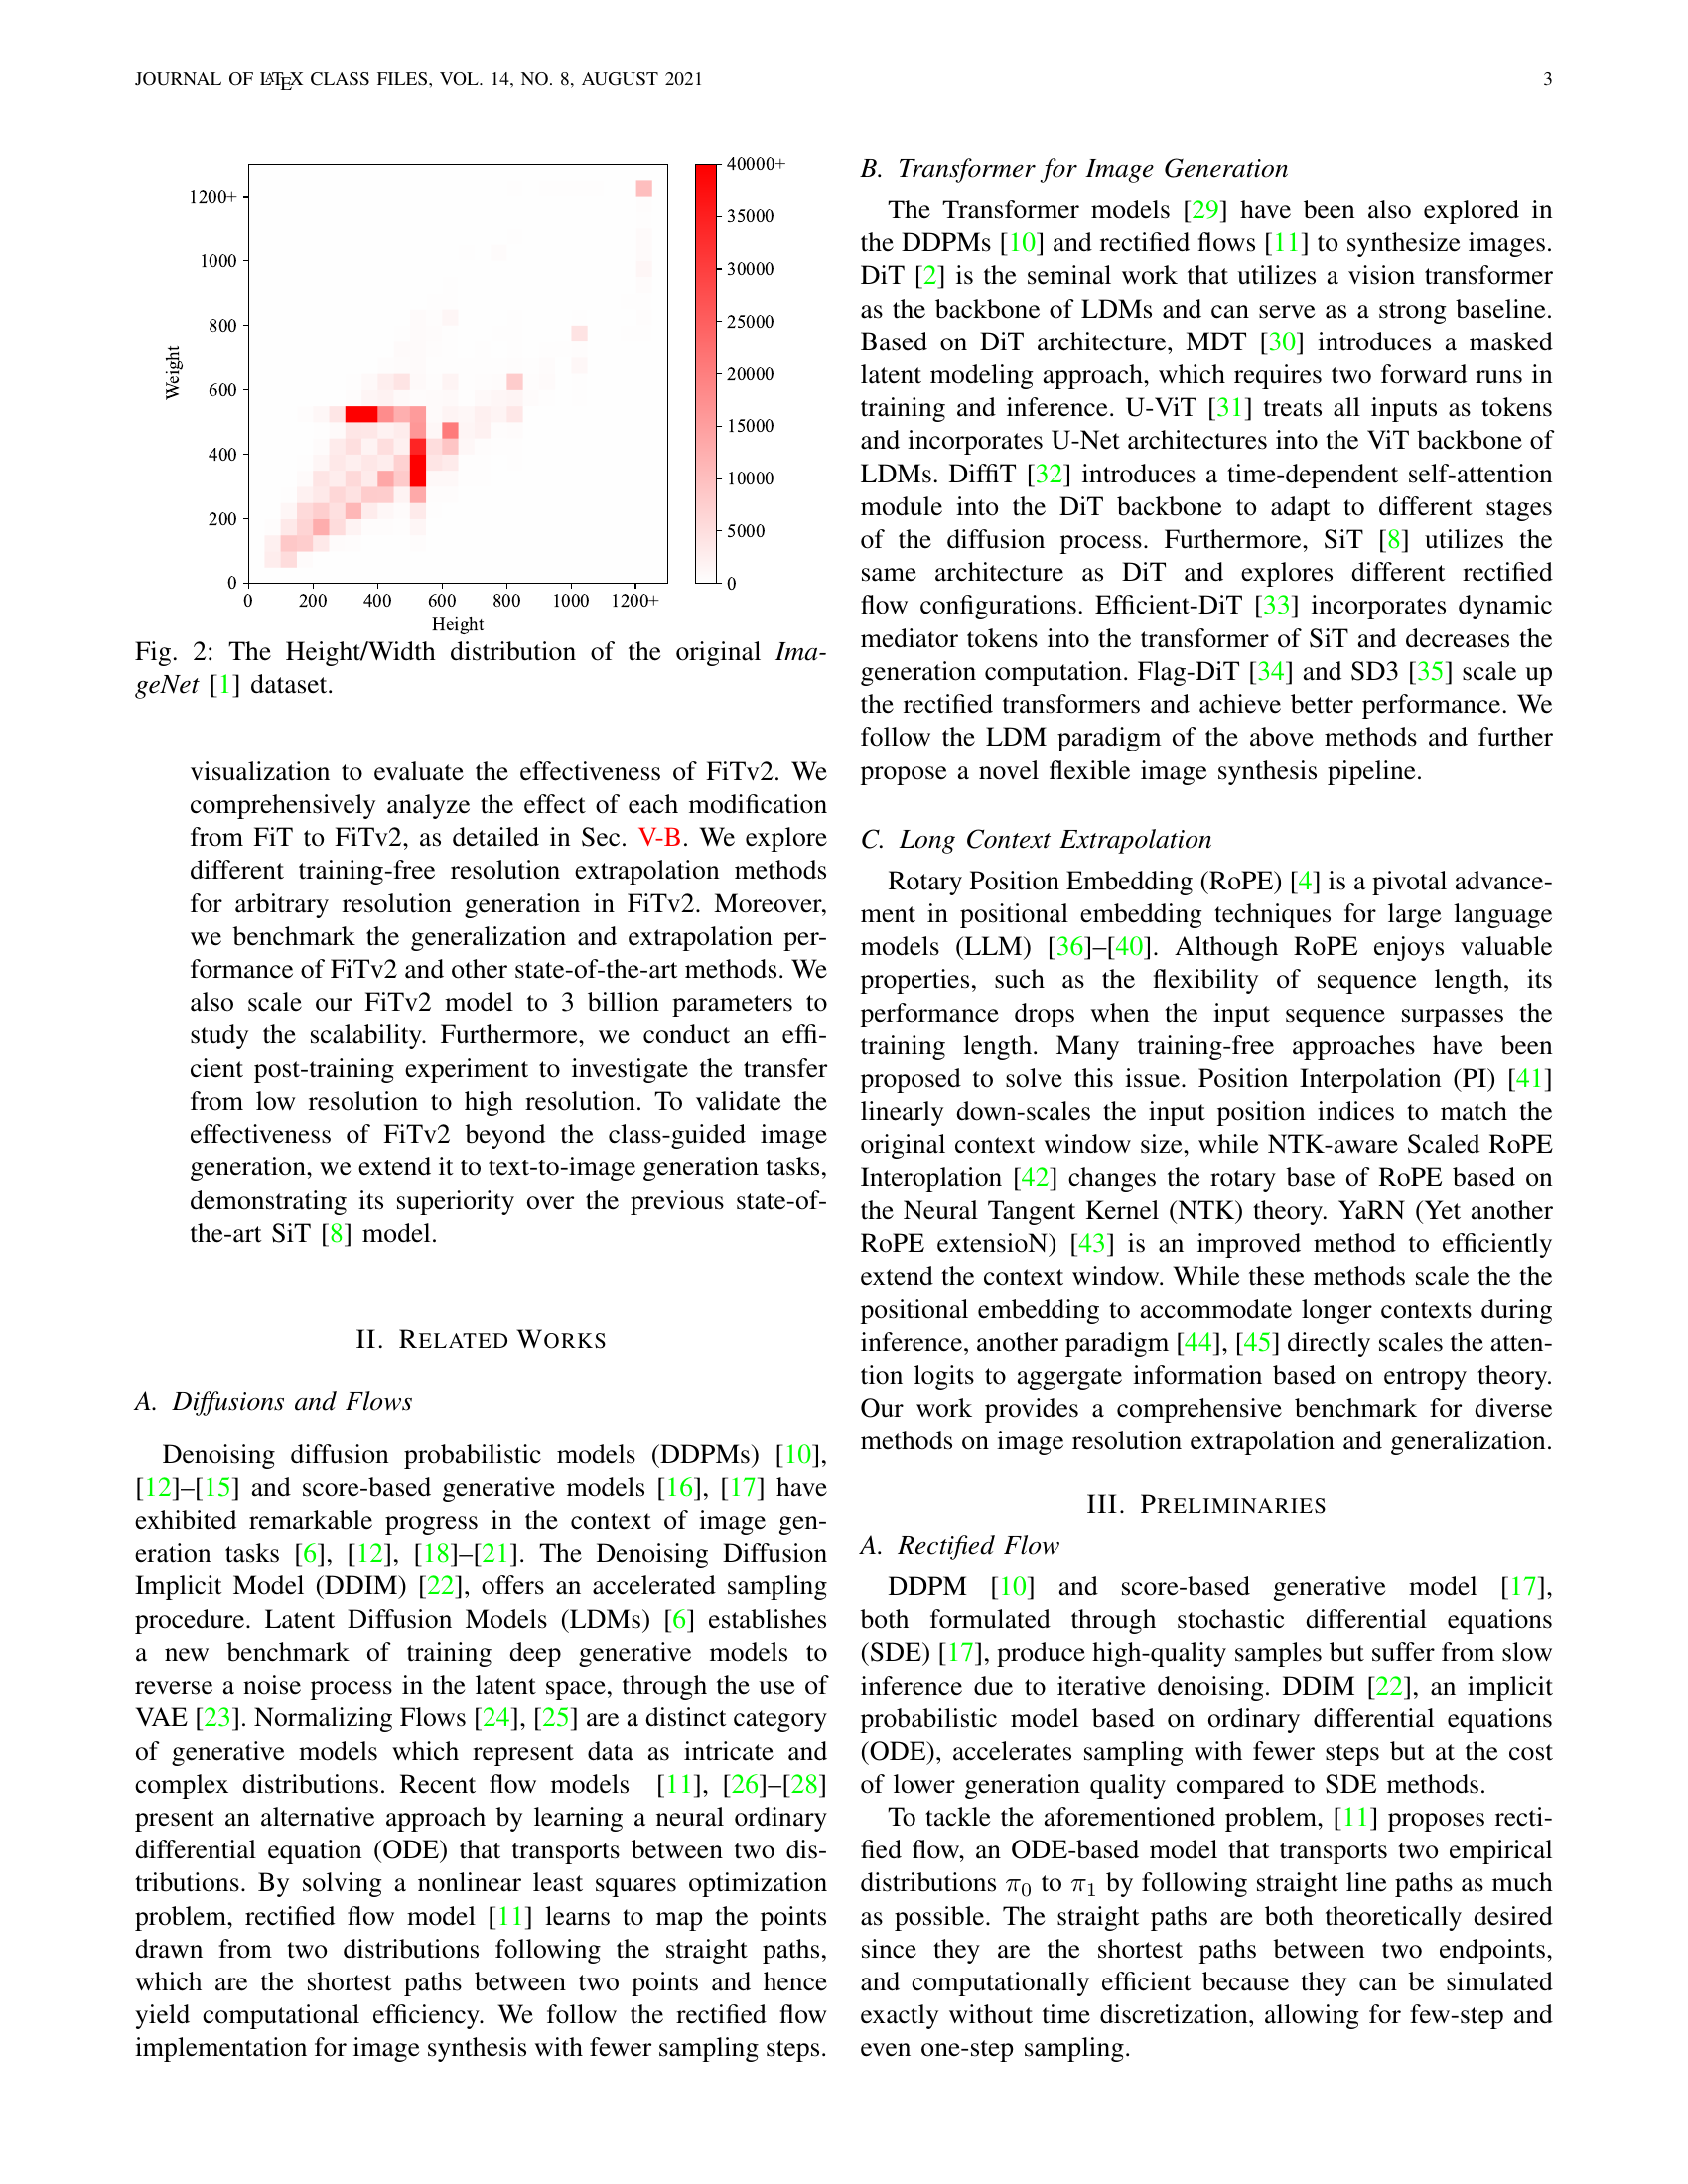 JOURNAL OF LATEX CLASS FILES, VOL. 14, NO. 8, AUGUST 2021
3
1200+
1000
800
600
400
200
0
Weight
0
200
400
600
800
1000
1200+
Height
40000+
35000
30000
25000
20000
15000
10000
5000
0
Fig. 2: The Height/Width distribution of the original Ima-
geNet [1] dataset.
visualization to evaluate the effectiveness of FiTv2. We
comprehensively analyze the effect of each modification
from FiT to FiTv2, as detailed in Sec. V-B. We explore
different training-free resolution extrapolation methods
for arbitrary resolution generation in FiTv2. Moreover,
we benchmark the generalization and extrapolation per-
formance of FiTv2 and other state-of-the-art methods. We
also scale our FiTv2 model to 3 billion parameters to
study the scalability. Furthermore, we conduct an effi-
cient post-training experiment to investigate the transfer
from low resolution to high resolution. To validate the
effectiveness of FiTv2 beyond the class-guided image
generation, we extend it to text-to-image generation tasks,
demonstrating its superiority over the previous state-of-
the-art SiT [8] model.
II. RELATED WORKS
A. Diffusions and Flows
Denoising diffusion probabilistic models (DDPMs) [10],
[12]–[15] and score-based generative models [16], [17] have
exhibited remarkable progress in the context of image gen-
eration tasks [6], [12], [18]–[21]. The Denoising Diffusion
Implicit Model (DDIM) [22], offers an accelerated sampling
procedure. Latent Diffusion Models (LDMs) [6] establishes
a new benchmark of training deep generative models to
reverse a noise process in the latent space, through the use of
VAE [23]. Normalizing Flows [24], [25] are a distinct category
of generative models which represent data as intricate and
complex distributions. Recent flow models [11], [26]–[28]
present an alternative approach by learning a neural ordinary
differential equation (ODE) that transports between two dis-
tributions. By solving a nonlinear least squares optimization
problem, rectified flow model [11] learns to map the points
drawn from two distributions following the straight paths,
which are the shortest paths between two points and hence
yield computational efficiency. We follow the rectified flow
implementation for image synthesis with fewer sampling steps.
B. Transformer for Image Generation
The Transformer models [29] have been also explored in
the DDPMs [10] and rectified flows [11] to synthesize images.
DiT [2] is the seminal work that utilizes a vision transformer
as the backbone of LDMs and can serve as a strong baseline.
Based on DiT architecture, MDT [30] introduces a masked
latent modeling approach, which requires two forward runs in
training and inference. U-ViT [31] treats all inputs as tokens
and incorporates U-Net architectures into the ViT backbone of
LDMs. DiffiT [32] introduces a time-dependent self-attention
module into the DiT backbone to adapt to different stages
of the diffusion process. Furthermore, SiT [8] utilizes the
same architecture as DiT and explores different rectified
flow configurations. Efficient-DiT [33] incorporates dynamic
mediator tokens into the transformer of SiT and decreases the
generation computation. Flag-DiT [34] and SD3 [35] scale up
the rectified transformers and achieve better performance. We
follow the LDM paradigm of the above methods and further
propose a novel flexible image synthesis pipeline.
C. Long Context Extrapolation
Rotary Position Embedding (RoPE) [4] is a pivotal advance-
ment in positional embedding techniques for large language
models (LLM) [36]–[40]. Although RoPE enjoys valuable
properties, such as the flexibility of sequence length, its
performance drops when the input sequence surpasses the
training length. Many training-free approaches have been
proposed to solve this issue. Position Interpolation (PI) [41]
linearly down-scales the input position indices to match the
original context window size, while NTK-aware Scaled RoPE
Interoplation [42] changes the rotary base of RoPE based on
the Neural Tangent Kernel (NTK) theory. YaRN (Yet another
RoPE extensioN) [43] is an improved method to efficiently
extend the context window. While these methods scale the the
positional embedding to accommodate longer contexts during
inference, another paradigm [44], [45] directly scales the atten-
tion logits to aggergate information based on entropy theory.
Our work provides a comprehensive benchmark for diverse
methods on image resolution extrapolation and generalization.
III. PRELIMINARIES
A. Rectified Flow
DDPM [10] and score-based generative model [17],
both formulated through stochastic differential equations
(SDE) [17], produce high-quality samples but suffer from slow
inference due to iterative denoising. DDIM [22], an implicit
probabilistic model based on ordinary differential equations
(ODE), accelerates sampling with fewer steps but at the cost
of lower generation quality compared to SDE methods.
To tackle the aforementioned problem, [11] proposes recti-
fied flow, an ODE-based model that transports two empirical
distributions π₀ to π₁ by following straight line paths as much
as possible. The straight paths are both theoretically desired
since they are the shortest paths between two endpoints,
and computationally efficient because they can be simulated
exactly without time discretization, allowing for few-step and
even one-step sampling.